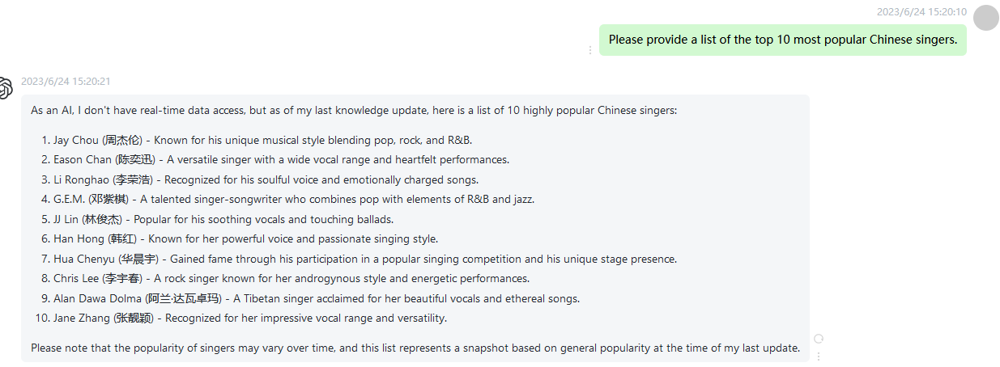 2023/6/24 15:20:10
Please provide a list of the top 10 most popular Chinese singers.
2023/6/24 15:20:21
As an AI, I don't have real-time data access, but as of my last knowledge update, here is a list of 10 highly popular Chinese singers:
1. Jay Chou (周杰伦) - Known for his unique musical style blending pop, rock, and R&B.
2. Eason Chan (陈奕迅) - A versatile singer with a wide vocal range and heartfelt performances.
3. Li Ronghao (李荣浩) - Recognized for his soulful voice and emotionally charged songs.
4. G.E.M. (邓紫棋) - A talented singer-songwriter who combines pop with elements of R&B and jazz.
5. JJ Lin (林俊杰) - Popular for his soothing vocals and touching ballads.
6. Han Hong (韩红) - Known for her powerful voice and passionate singing style.
7. Hua Chenyu (华晨宇) - Gained fame through his participation in a popular singing competition and his unique stage presence.
8. Chris Lee (李宇春) - A rock singer known for her androgynous style and energetic performances.
9. Alan Dawa Dolma (阿兰·达瓦卓玛) - A Tibetan singer acclaimed for her beautiful vocals and ethereal songs.
10. Jane Zhang (张靓颖) - Recognized for her impressive vocal range and versatility.
Please note that the popularity of singers may vary over time, and this list represents a snapshot based on general popularity at the time of my last update.